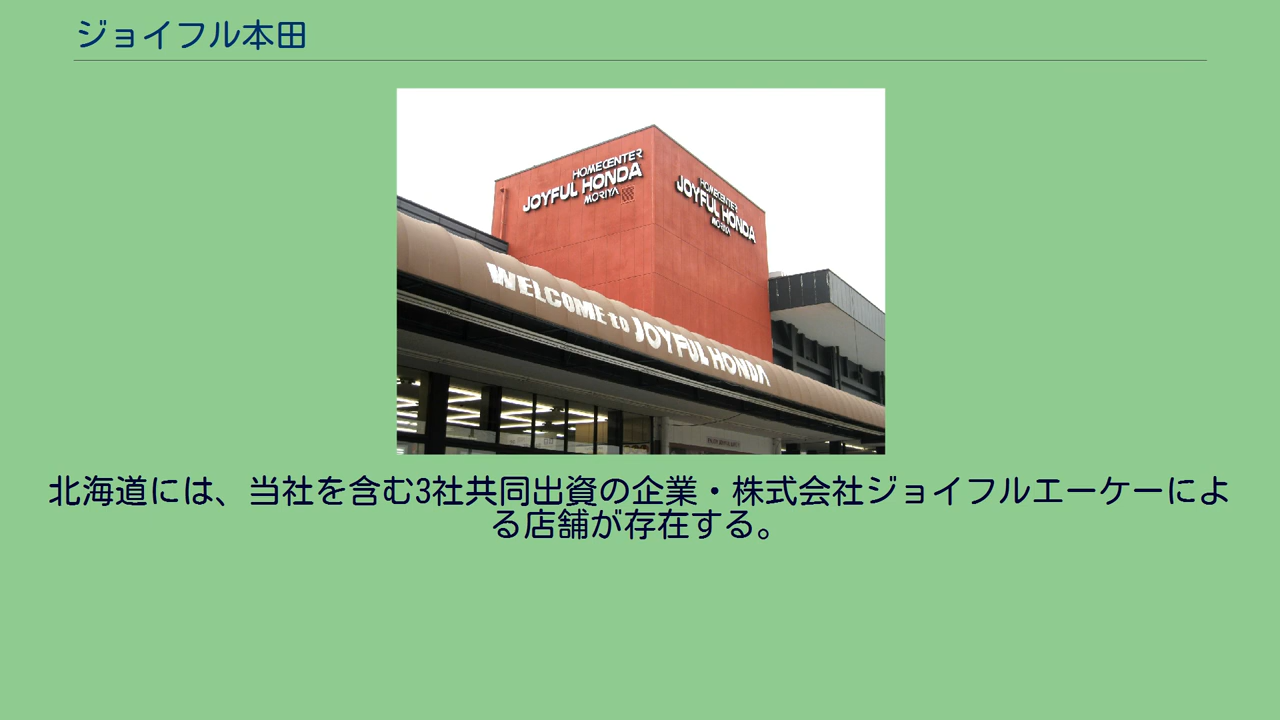 ジョイフル本田
HOMECENTER
JOYFUL HONDA
MORIYA
HOMECENTER
JOYFUL HONDA
MORIYA
WELCOME to JOYFUL HONDA
北海道には、当社を含む3社共同出資の企業・株式会社ジョイフルエーケーによ
る店舗が存在する。